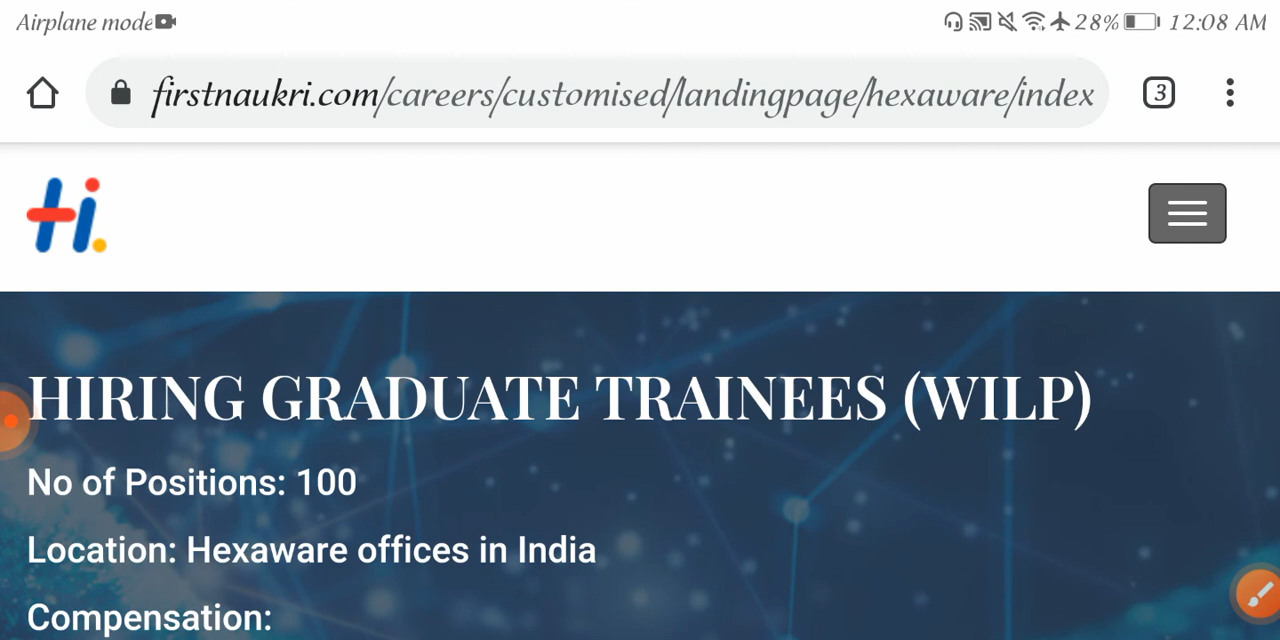 Airplane mode 28% 12:08 AM
firstnaukri.com/careers/customised/landingpage/hexaware/index 3
Hi.
HIRING GRADUATE TRAINEES (WILP)
No of Positions: 100
Location: Hexaware offices in India
Compensation: